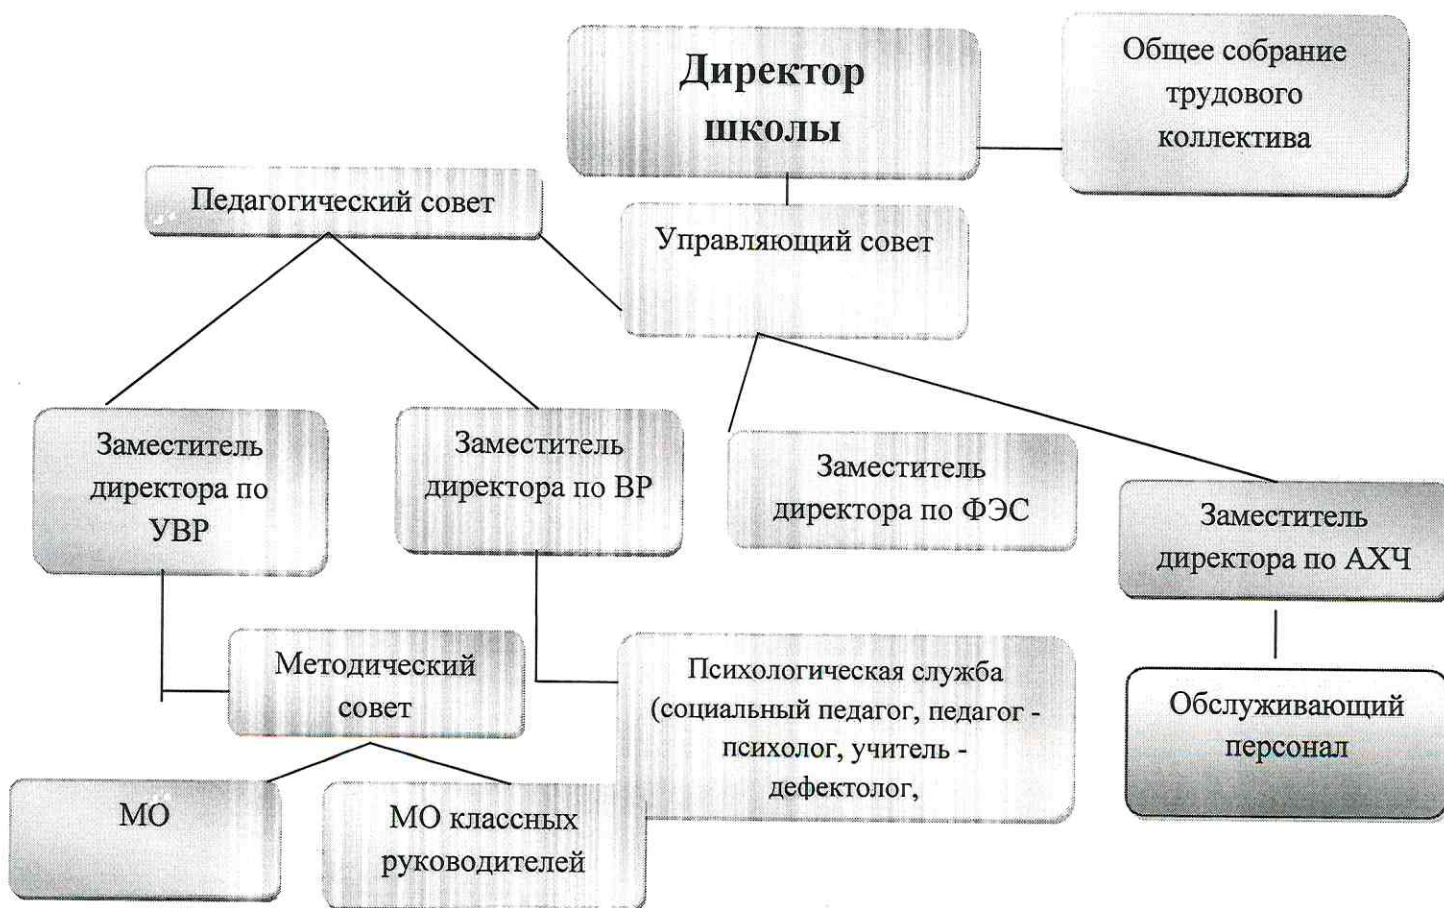 Директор
школы
Общее собрание
трудового
коллектива
Педагогический совет
Управляющий совет
Заместитель
директора по
УВР
Заместитель
директора по ВР
Заместитель
директора по ФЭС
Заместитель
директора по АХЧ
Методический
совет
Психологическая служба
(социальный педагог, педагог -
психолог, учитель -
дефектолог,
Обслуживающий
персонал
МО
МО классных
руководителей